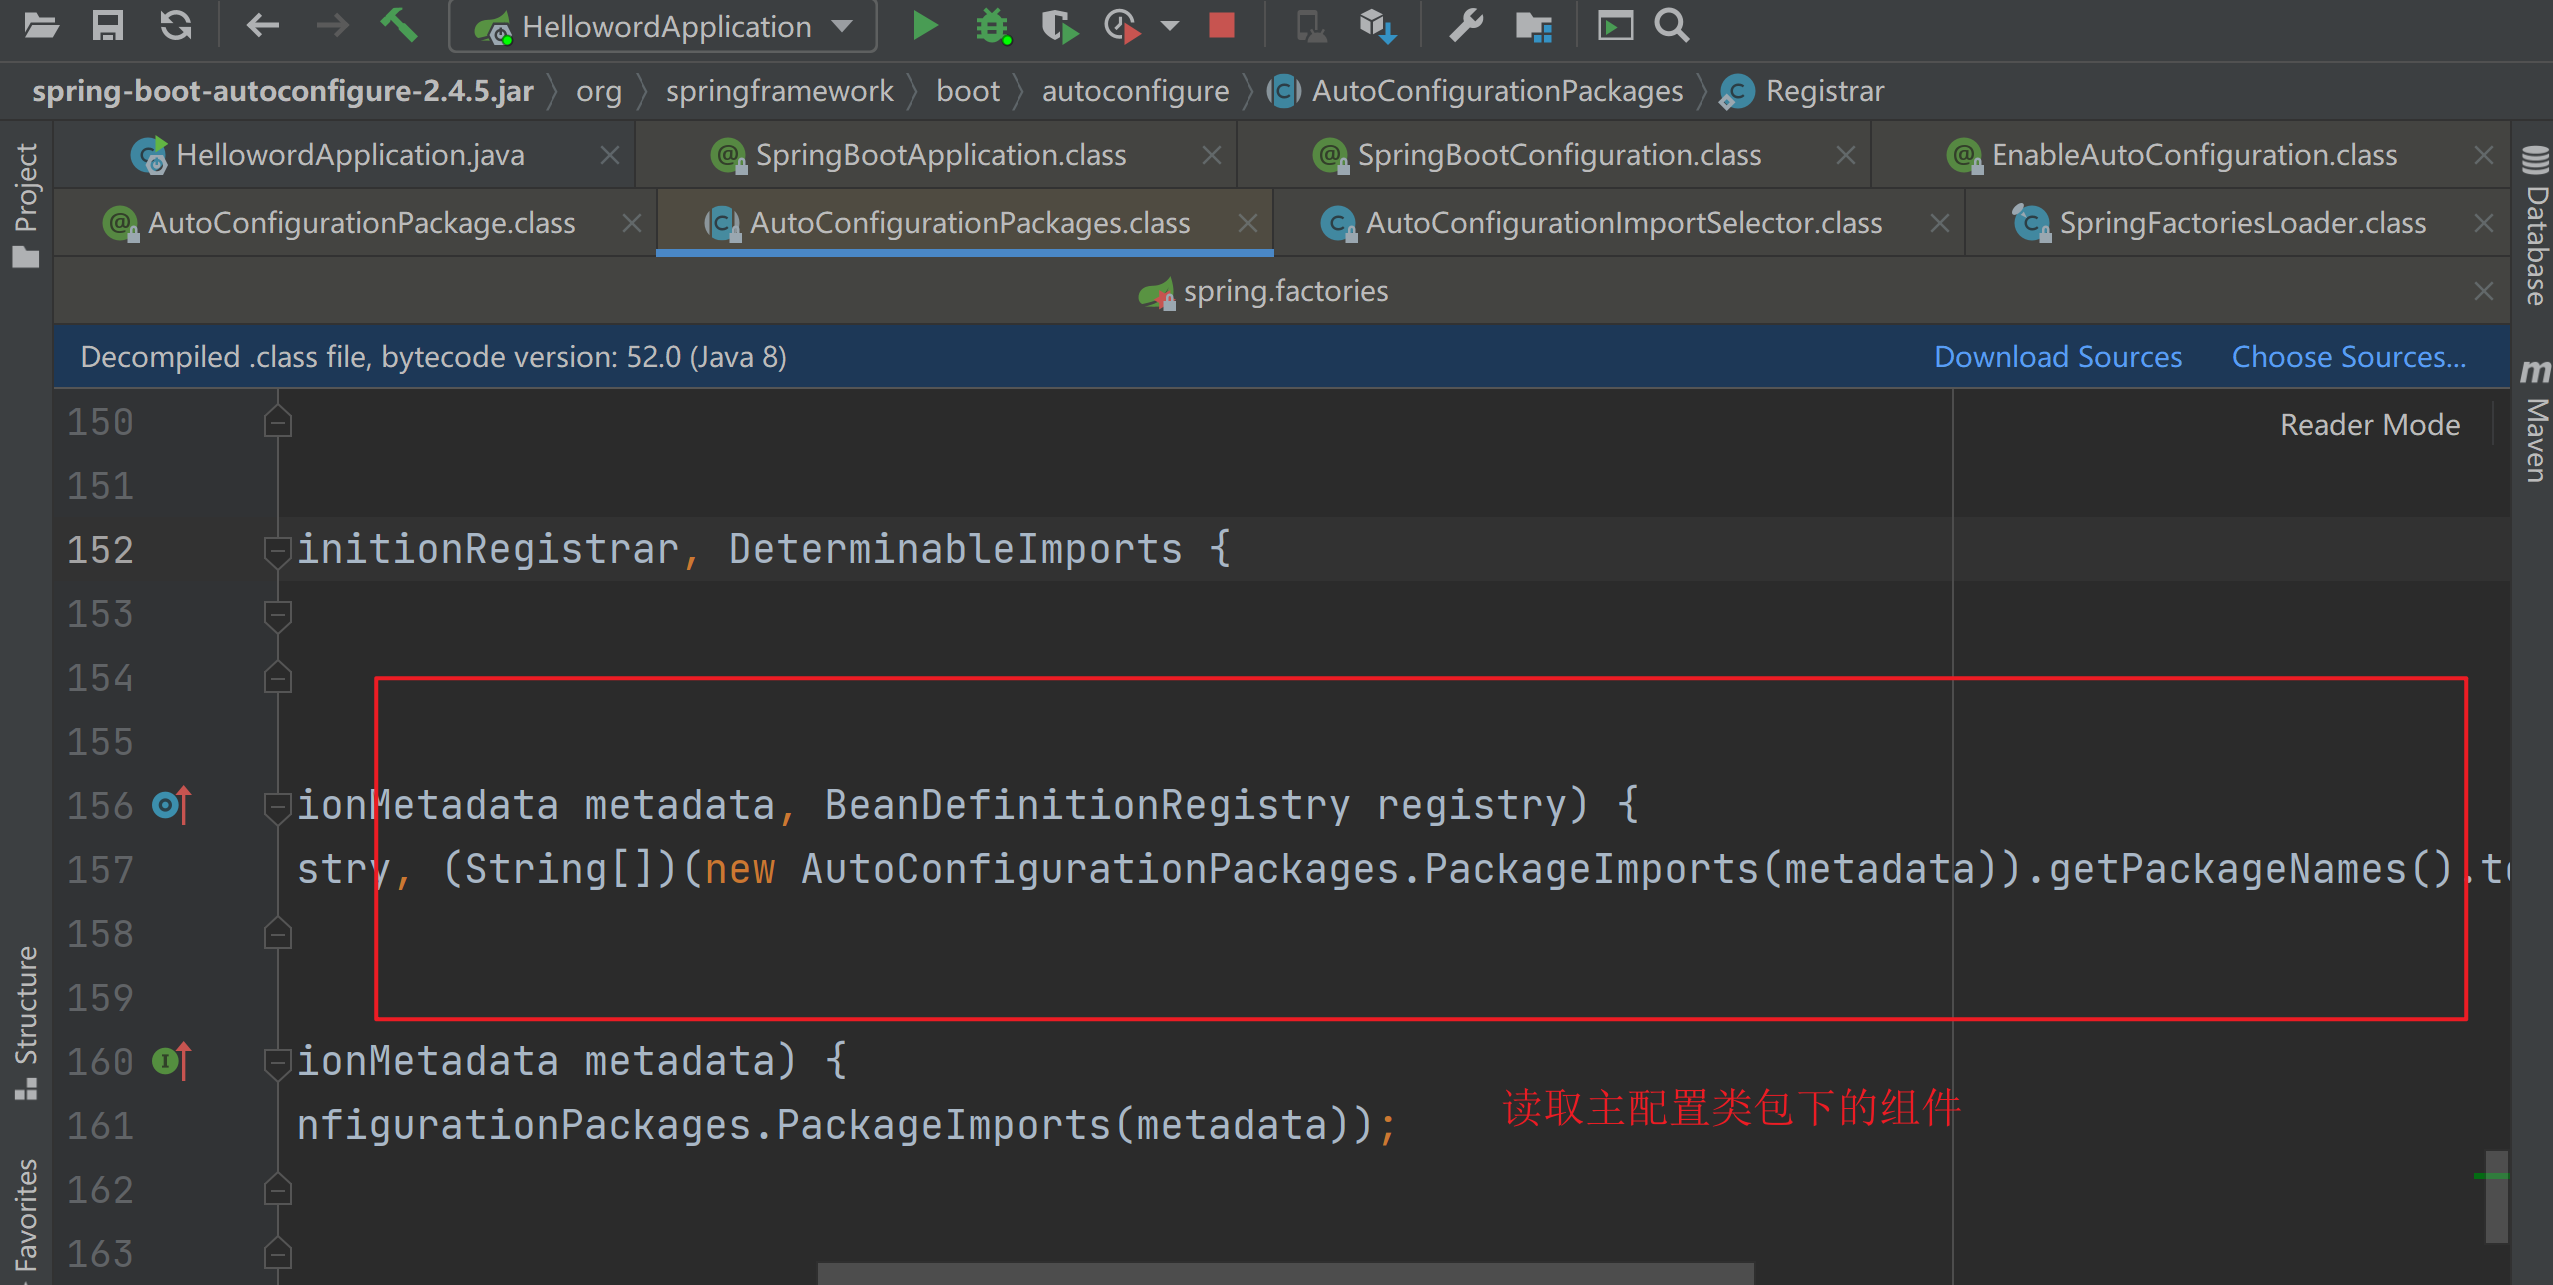 HellowordApplication
spring-boot-autoconfigure-2.4.5.jar org springframework boot autoconfigure AutoConfigurationPackages Registrar
HellowordApplication.java SpringBootApplication.class SpringBootConfiguration.class EnableAutoConfiguration.class
AutoConfigurationPackage.class AutoConfigurationPackages.class AutoConfigurationImportSelector.class SpringFactoriesLoader.class
spring.factories
Decompiled .class file, bytecode version: 52.0 (Java 8) Download Sources Choose Sources...
Reader Mode
150
151
152 initionRegistrar, DeterminableImports {
153
154
155
156 ionMetadata metadata, BeanDefinitionRegistry registry) {
157 stry, (String[])(new AutoConfigurationPackages.PackageImports(metadata)).getPackageNames().to
158
159
160 ionMetadata metadata) {
161 nfigurationPackages.PackageImports(metadata));
读取主配置类包下的组件
162
163
Project
Structure
Favorites
Database
Maven